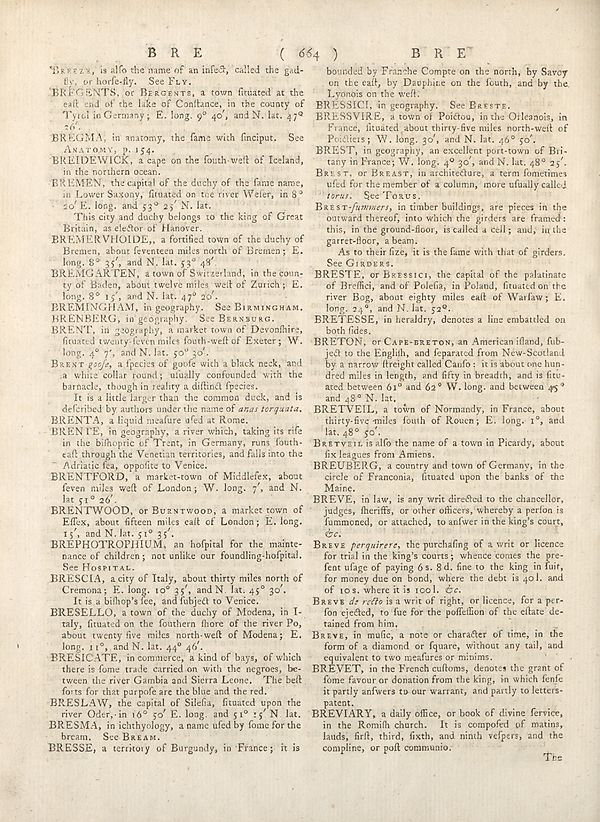 B R E ( 664 ) B R E
BREEZE, is alſo the name of an inſect, called the gad-
fly, or horſe-fly. See FLY.
BREGENTS, or BERGENTS, a town ſituated at the
eaſt end of the lake of Conſtance, in the county of
Tyrol in Germany; E. long. 9° 40′, and N. lat. 47°
26′.
BREGMA, in anatomy, the ſame with ſinciput. See
ANATOMY, p. 154.
BREIDEWICK, a cape on the ſouth-weſt of Iceland,
in the northern ocean.
BREMEN, the capital of the duchy of the ſame name,
in Lower Saxony, ſituated on the river Weſer, in 8°
20′ E. long. and 53° 25′ N. lat.
This city and duchy belongs to the king of Great
Britain, as elector of Hanover.
BREMERVHOIDE,, a fortified town of the duchy of
Bremen, about ſeventeen miles north of Bremen; E.
long. 8° 35′, and N. lat. 53° 48′
BREMGARTEN, a town of Switzerland, in the coun-
ty of Baden, about twelve miles weſt of Zurich; E.
long. 8° 15′, and N. lat. 47° 20′.
BREMINGHAM, in geography. See BIRMINGHAM.
BRENBERG, in geography. See BERNBURG.
BRENT, in geography, a market town of Devonſhire,
ſituated twenty-ſeven miles ſouth-weſt of Exeter; W.
long. 4° 7′, and N. lat. 50° 30′.
BRENT gooſe, a ſpecies of gooſe with a black neck, and
a white collar round; uſually confounded with the
barnacle, though in reality a diſtinct ſpecies.
It is a little larger than the common duck, and is
deſcribed by authors under the name of anas torquata.
BRENTA, a liquid meaſure uſed at Rome.
BRENTE, in geography, a river which, taking its riſe
in the biſhopric of Trent, in Germany, runs ſouth-
eaſt through the Venetian territories, and falls into the
Adriatic ſea, oppoſite to Venice.
BRENTFORD, a market-town of Middleſex, about
ſeven miles weſt of London; W. long. 7′, and N.
lat 51° 26′.
BRENTWOOD, or BURNTWOOD, a market town of
Eſſex, about fifteen miles eaſt of London; E. long.
15′, and N. lat. 51° 35′.
BREPHOTROPHIUM, an hoſpital for the mainte-
nance of children; not unlike our foundling-hoſpital.
See HOSPITAL.
BRESCIA, a city of Italy, about thirty miles north of
Cremona; E. long. 10° 35′, and N. lat. 45° 30′.
It is a biſhop's ſee, and ſubject to Venice.
BRESELLO, a town of the duchy of Modena, in I-
taly, ſituated on the ſouthern ſhore of the river Po,
about twenty five miles north-weſt of Modena; E.
long. 11°, and N. lat. 44° 46′.
BRESICATE, in commerce, a kind of bays, of which
there is ſome trade carried on with the negroes, be-
tween the river Gambia and Sierra Leone. The beſt
ſorts for that purpoſe are the blue and the red.
BRESLAW, the capital of Sileſia, ſituated upon the
river Oder, in 16° 50′ E. long. and 51° 15′ N lat.
BRESMA, in ichthyology, a name uſed by ſome for the
bream. See BREAM.
BRESSE, a territory of Burgundy, in France; it is
bounded by Franche Compte on the north, by Savoy
on the eaſt, by Dauphine on the ſouth, and by the
Lyonois on the weſt.
BRESSICI, in geography. See BRESTE.
BRESSVIRE, a town of Poictou, in the Orleanois, in
France, ſituated about thirty-five miles north-weſt of
Poictiers; W. long. 30′, and N. lat. 46° 50′.
BREST, in geography, an excellent port-town of Bri-
tany in France; W. long. 4° 30′, and N. lat. 48° 25′.
BREST, or BREAST, in architecture, a term ſometimes
uſed for the member of a column, more uſually called
torus. See TORUS.
BREST-ſummers, in timber buildings, are pieces in the
outward thereof, into which the girders are framed:
this, in the ground-floor, is called a cell; and, in the
garret-floor, a beam.
As to their ſize, it is the ſame with that of girders.
See GIRDERS.
BRESTE, or BRESSICI, the capital of the palatinate
of Breſſici, and of Poleſia, in Poland, ſituated on the
river Bog, about eighty miles eaſt of Warſaw; E.
long. 24°, and N. lat. 52°.
BRETESSE, in heraldry, denotes a line embattled on
both ſides.
BRETON, or CAPE-BRETON, an American iſland, ſub-
ject to the Engliſh, and ſeparated from New-Scotland
by a narrow ſtreight called Canſo: it is about one hun-
dred miles in length, and fifty in breadth, and is ſitu-
ated between 61° and 62° W. long. and between 45°
and 48° N. lat.
BRETVEIL, a town of Normandy, in France, about
thirty-five miles ſouth of Rouen; E. long. 1°, and
lat. 48° 50′.
BRETVEIL is alſo the name of a town in Picardy, about
ſix leagues from Amiens.
BREUBERG, a country and town of Germany, in the
circle of Franconia, ſituated upon the banks of the
Maine.
BREVE, in law, is any writ directed to the chancellor,
judges, ſheriffs, or other officers, whereby a perſon is
ſummoned, or attached, to anſwer in the king's court,
&c.
BREVE perquirere, the purchaſing of a writ or licence
for trial in the king's courts; whence comes the pre-
ſent uſage of paying 6 s. 8 d. fine to the king in ſuit,
for money due on bond, where the debt is 40 l. and
of 10 s. where it is 100 l. &c.
BREVE de recto is a writ of right, or licence, for a per-
ſon ejected, to ſue for the poſſeſſion of the eſtate de-
tained from him.
BREVE, in muſic, a note or character of time, in the
form of a diamond or ſquare, without any tail, and
equivalent to two meaſures or minims.
BREVET, in the French cuſtoms, denotes the grant of
ſome favour or donation from the king, in which ſenſe
it partly anſwers to our warrant, and partly to letters-
patent.
BREVIARY, a daily office, or book of divine ſervice,
in the Romiſh church. It is compoſed of matins,
lauds, firſt, third, ſixth, and ninth veſpers, and the
compline, or poſt communio.
The